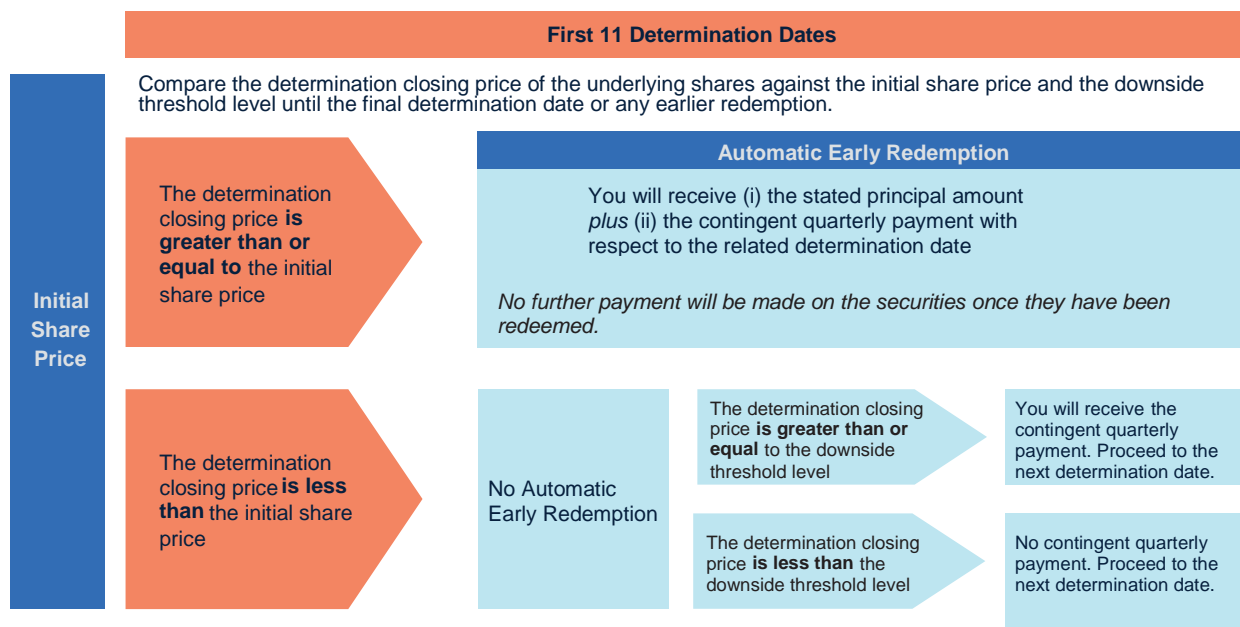 First 11 Determination Dates
Compare the determination closing price of the underlying shares against the initial share price and the downside
threshold level until the final determination date or any earlier redemption.
Initial
Share
Price
The determination
closing price is
greater than or
equal to the initial
share price
Automatic Early Redemption
You will receive (i) the stated principal amount
plus (ii) the contingent quarterly payment with
respect to the related determination date
No further payment will be made on the securities once they have been
redeemed.
The determination
closing price is less
than the initial share
price
No Automatic
Early Redemption
The determination closing
price is greater than or
equal to the downside
threshold level
You will receive the
contingent quarterly
payment. Proceed to the
next determination date.
The determination closing
price is less than the
downside threshold level
No contingent quarterly
payment. Proceed to the
next determination date.